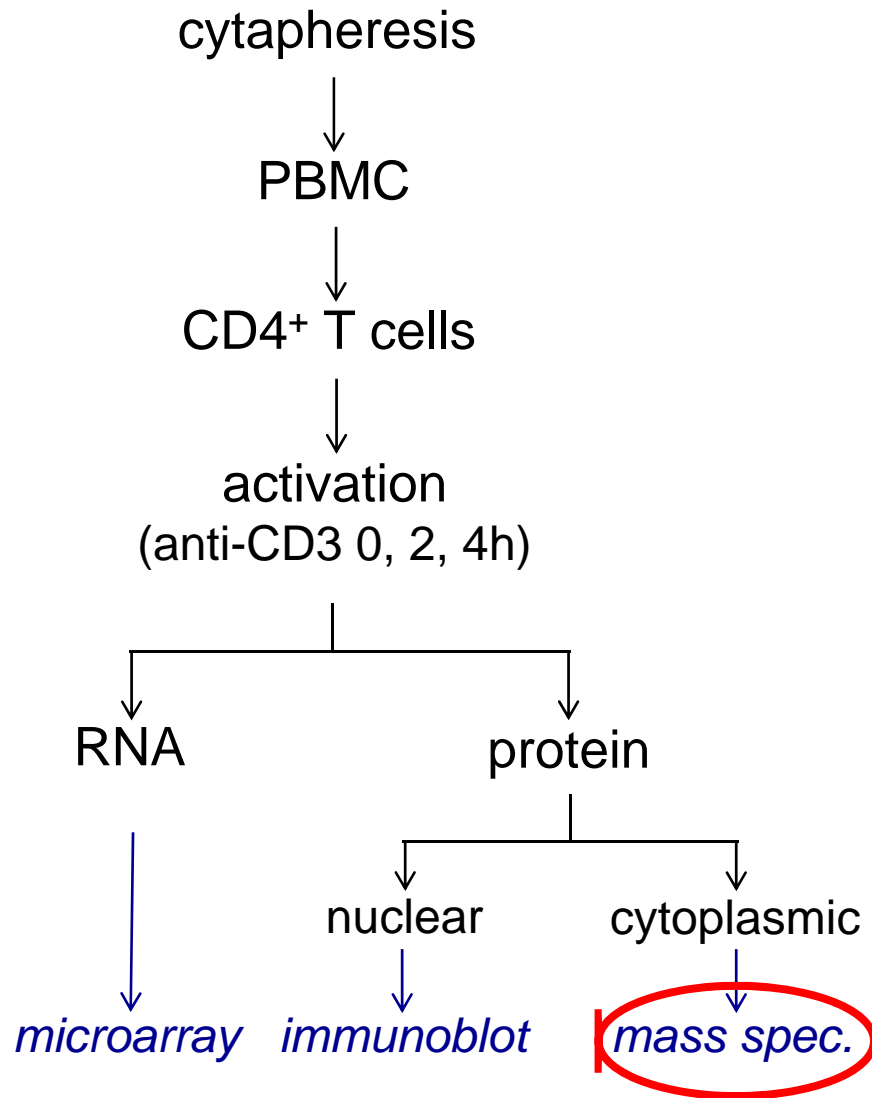 cytapheresis
PBMC
CD4⁺ T cells
activation
(anti-CD3 0, 2, 4h)
RNA protein
nuclear cytoplasmic
microarray immunoblot mass spec.